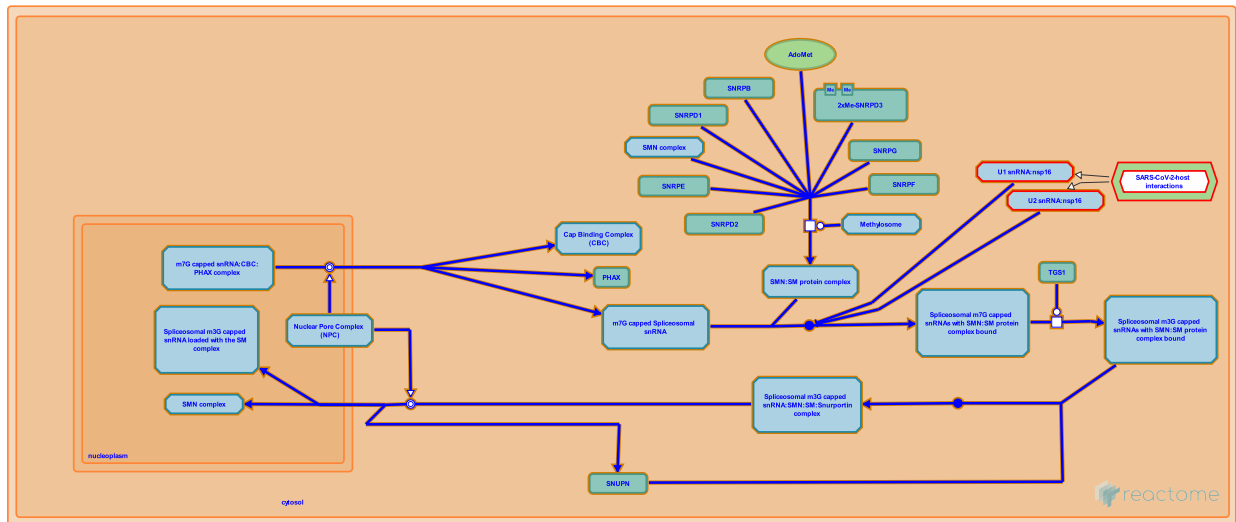 AdoMet
SNRPB
Me
Me
2xMe-SNRPD3
SNRPD1
SMN complex
SNRPG
SNRPE
SNRPF
SNRPD2
Methylosome
U1 snRNA:nsp16
SARS-CoV-2-host
interactions
U2 snRNA:nsp16
Cap Binding Complex
(CBC)
m7G capped snRNA:CBC:
PHAX complex
PHAX
SMN:SM protein complex
TGS1
Spliceosomal m3G capped
snRNA loaded with the SM
complex
Nuclear Pore Complex
(NPC)
m7G capped Spliceosomal
snRNA
Spliceosomal m7G capped
snRNAs with SMN:SM protein
complex bound
Spliceosomal m3G capped
snRNAs with SMN:SM protein
complex bound
SMN complex
Spliceosomal m3G capped
snRNA:SMN:SM:Snurportin
complex
nucleoplasm
SNUPN
cytosol
reactome